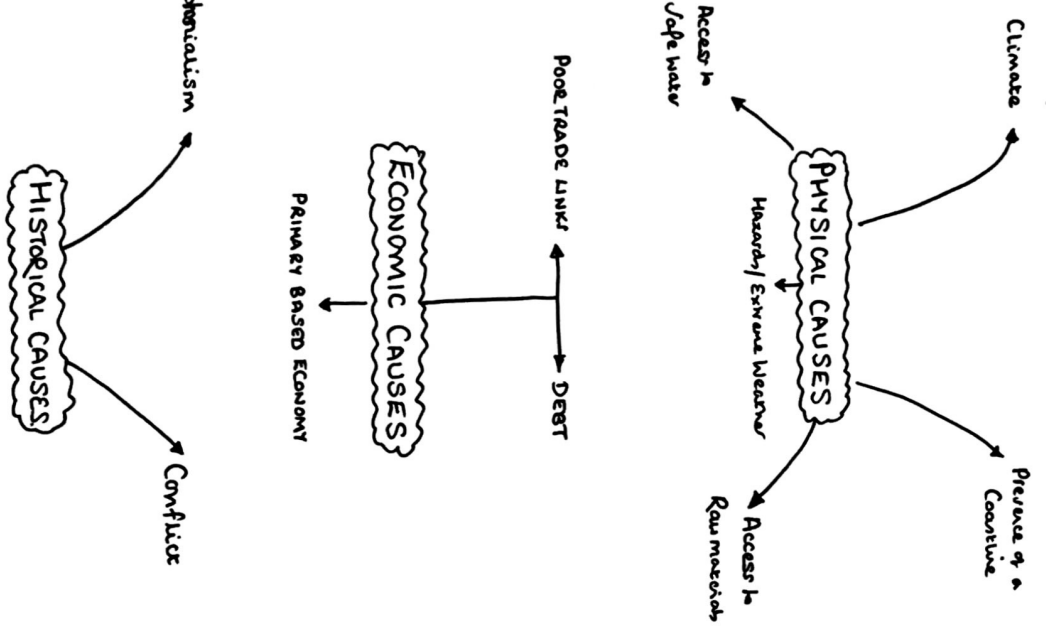 Climate
Presence of a
Coastline
PHYSICAL CAUSES
Access to
Safe water
Hazards/ Extreme Weather
Access to
Raw materials
POOR TRADE LINKS
DEBT
ECONOMIC CAUSES
PRIMARY BASED ECONOMY
lonialism
Conflict
HISTORICAL CAUSES